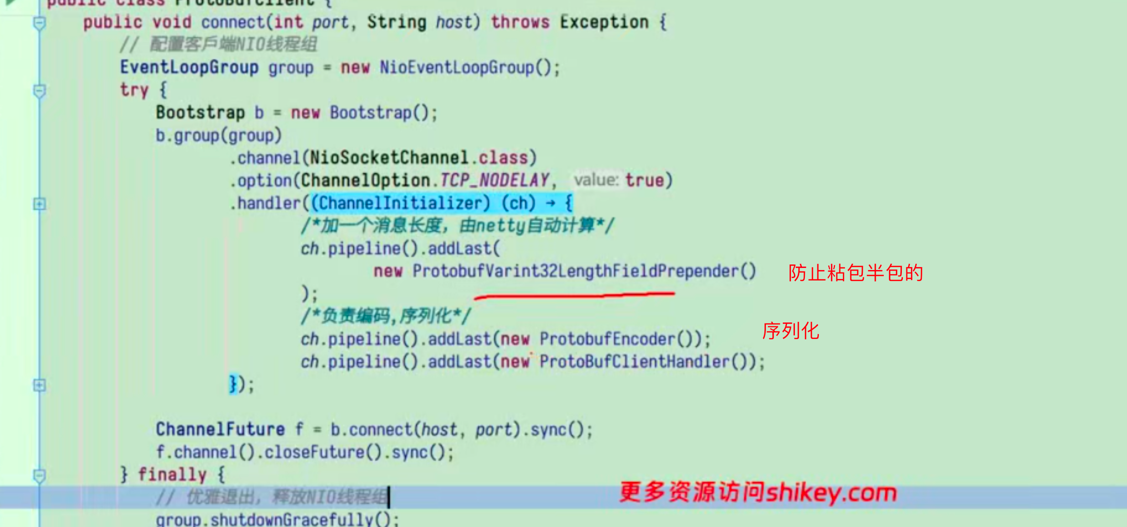 public class ProtoBufClient {
public void connect(int port, String host) throws Exception {
// 配置客戶端NIO线程组
EventLoopGroup group = new NioEventLoopGroup();
try {
Bootstrap b = new Bootstrap();
b.group(group)
.channel(NioSocketChannel.class)
.option(ChannelOption.TCP_NODELAY, value: true)
.handler((ChannelInitializer) (ch) → {
/*加一个消息长度，由netty自动计算*/
ch.pipeline().addLast(
new ProtobufVarint32LengthFieldPrepender() 防止粘包半包的
);
/*负责编码,序列化*/
序列化
ch.pipeline().addLast(new ProtobufEncoder());
ch.pipeline().addLast(new ProtoBufClientHandler());
});
ChannelFuture f = b.connect(host, port).sync();
f.channel().closeFuture().sync();
} finally {
// 优雅退出，释放NIO线程组
更多资源访问shikey.com
group.shutdownGracefully();